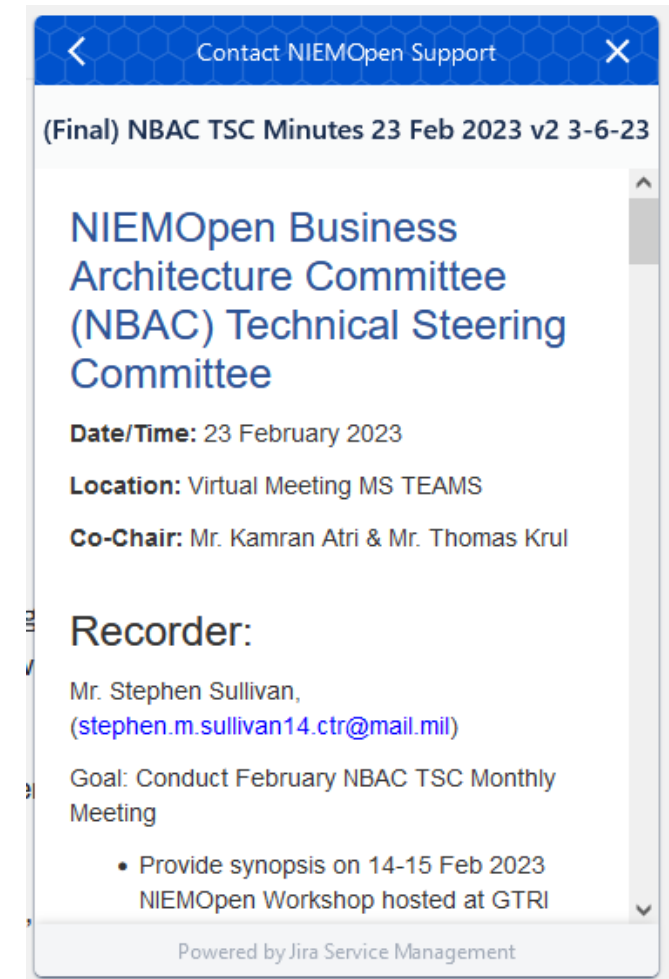 Contact NIEMOpen Support
(Final) NBAC TSC Minutes 23 Feb 2023 v2 3-6-23
NIEMOpen Business
Architecture Committee
(NBAC) Technical Steering
Committee
Date/Time: 23 February 2023
Location: Virtual Meeting MS TEAMS
Co-Chair: Mr. Kamran Atri & Mr. Thomas Krul
Recorder:
Mr. Stephen Sullivan,
(stephen.m.sullivan14.ctr@mail.mil)
Goal: Conduct February NBAC TSC Monthly
Meeting
• Provide synopsis on 14-15 Feb 2023
NIEMOpen Workshop hosted at GTRI
Powered by Jira Service Management